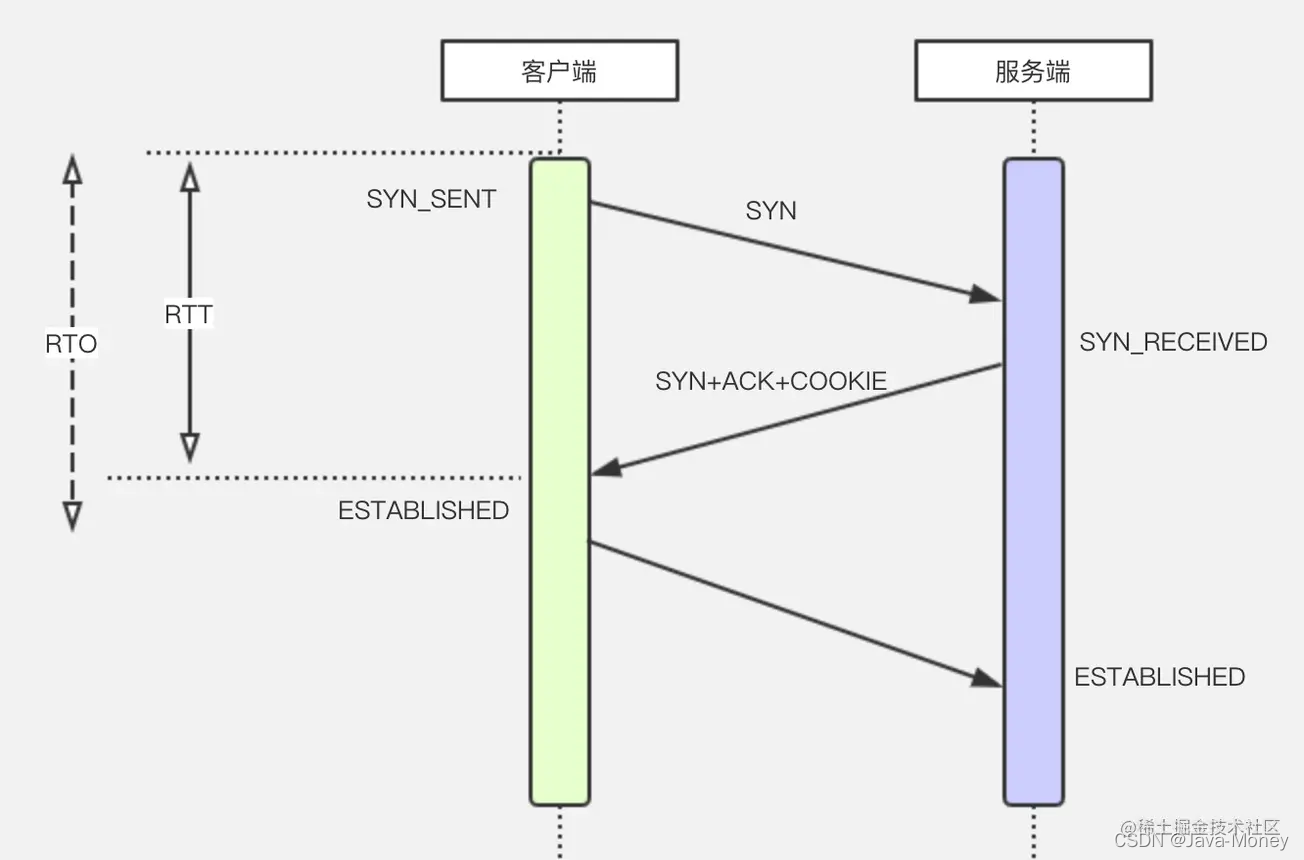 客户端
服务端
SYN_SENT
SYN
RTT
RTO
SYN_RECEIVED
SYN+ACK+COOKIE
ESTABLISHED
ESTABLISHED
@稀土掘金技术社区
CSDN @Java-Money